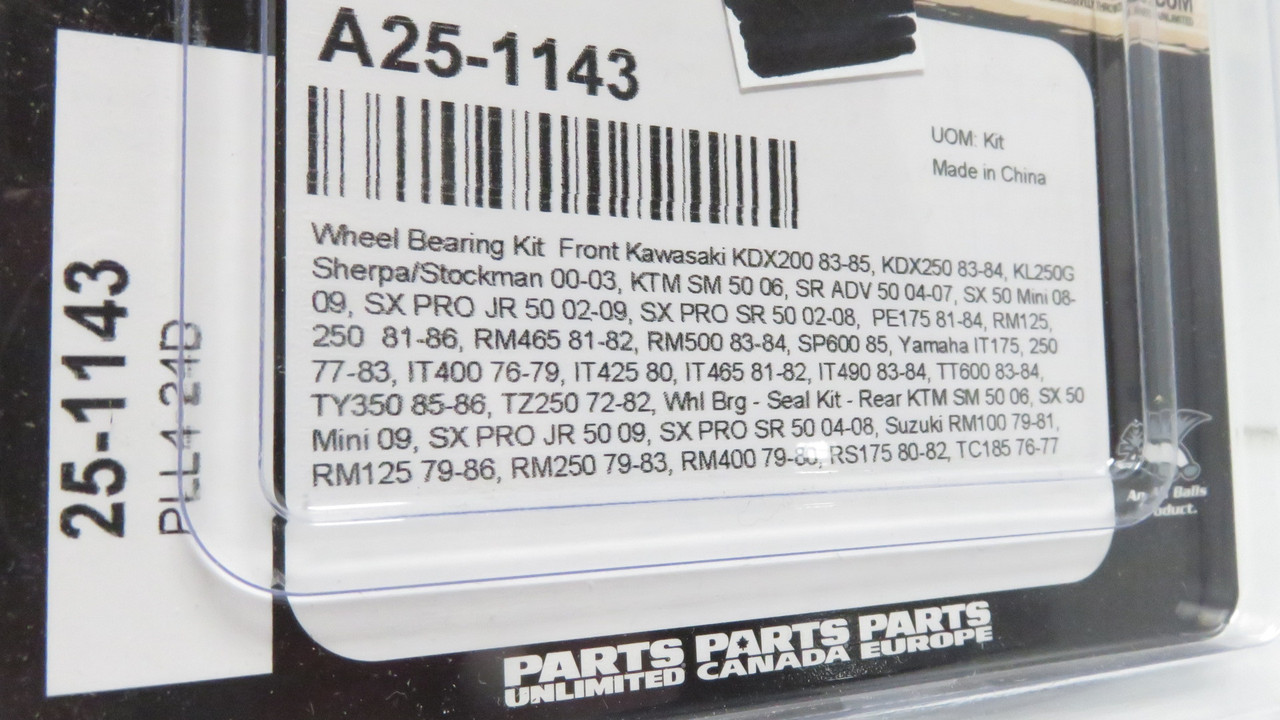 A25-1143
UOM: Kit
Made in China
Wheel Bearing Kit Front Kawasaki KDX200 83-85, KDX250 83-84, KL250G
Sherpa/Stockman 00-03, KTM SM 50 06, SR ADV 50 04-07, SX 50 Mini 08-
09, SX PRO JR 50 02-09, SX PRO SR 50 02-08, PE175 81-84, RM125,
250 81-86, RM465 81-82, RM500 83-84, SP600 85, Yamaha IT175, 250
77-83, IT400 76-79, IT425 80, IT465 81-82, IT490 83-84, TT600 83-84,
TY350 85-86, TZ250 72-82, Whl Brg - Seal Kit - Rear KTM SM 50 06, SX 50
Mini 09, SX PRO JR 50 09, SX PRO SR 50 04-08, Suzuki RM100 79-81,
RM125 79-86, RM250 79-83, RM400 79-80, RS175 80-82, TC185 76-77
25-1143
PLL4 24D
An All Balls
PARTS PARTS PARTS
UNLIMITED CANADA EUROPE